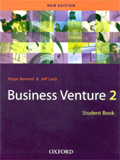 NEW EDITION
Roger Barnard & Jeff Cady
Business Venture 2
Student Book
OXFORD